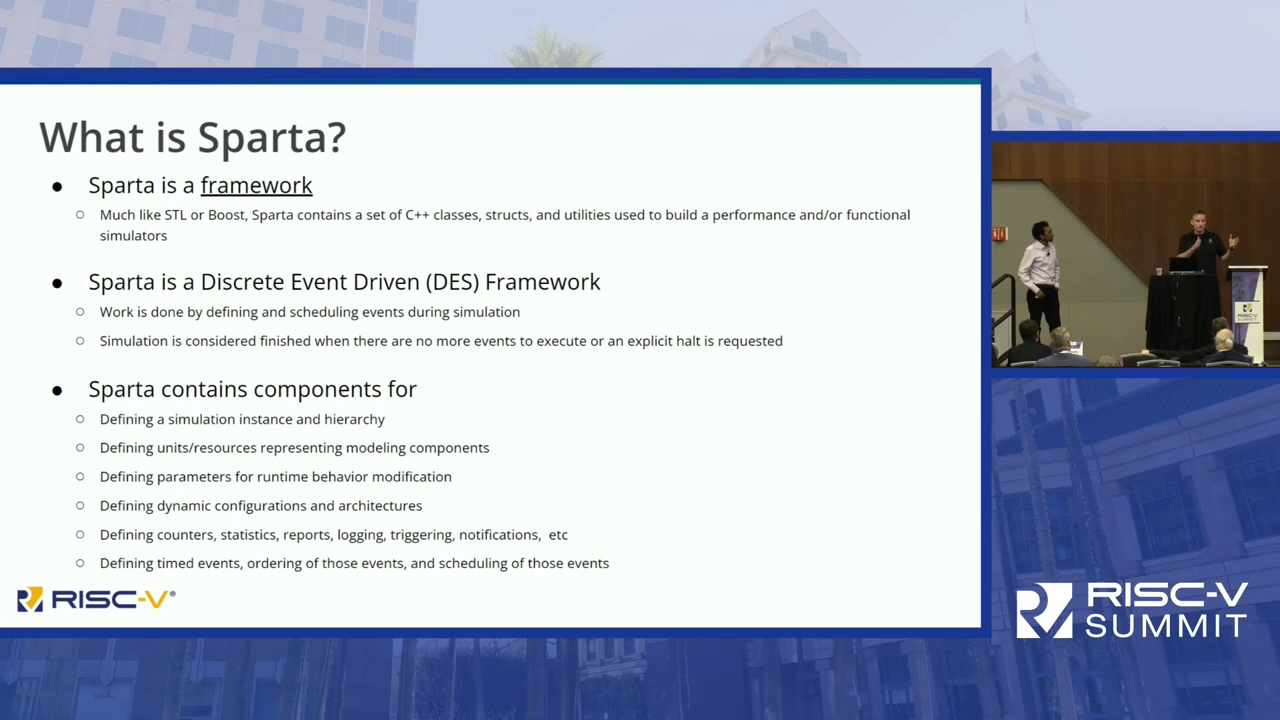 What is Sparta?
● Sparta is a framework
○ Much like STL or Boost, Sparta contains a set of C++ classes, structs, and utilities used to build a performance and/or functional
simulators
● Sparta is a Discrete Event Driven (DES) Framework
○ Work is done by defining and scheduling events during simulation
○ Simulation is considered finished when there are no more events to execute or an explicit halt is requested
● Sparta contains components for
○ Defining a simulation instance and hierarchy
○ Defining units/resources representing modeling components
○ Defining parameters for runtime behavior modification
○ Defining dynamic configurations and architectures
○ Defining counters, statistics, reports, logging, triggering, notifications,  etc
○ Defining timed events, ordering of those events, and scheduling of those events
RISC-V®
RISC-V
SUMMIT
RISC-V
SUMMIT